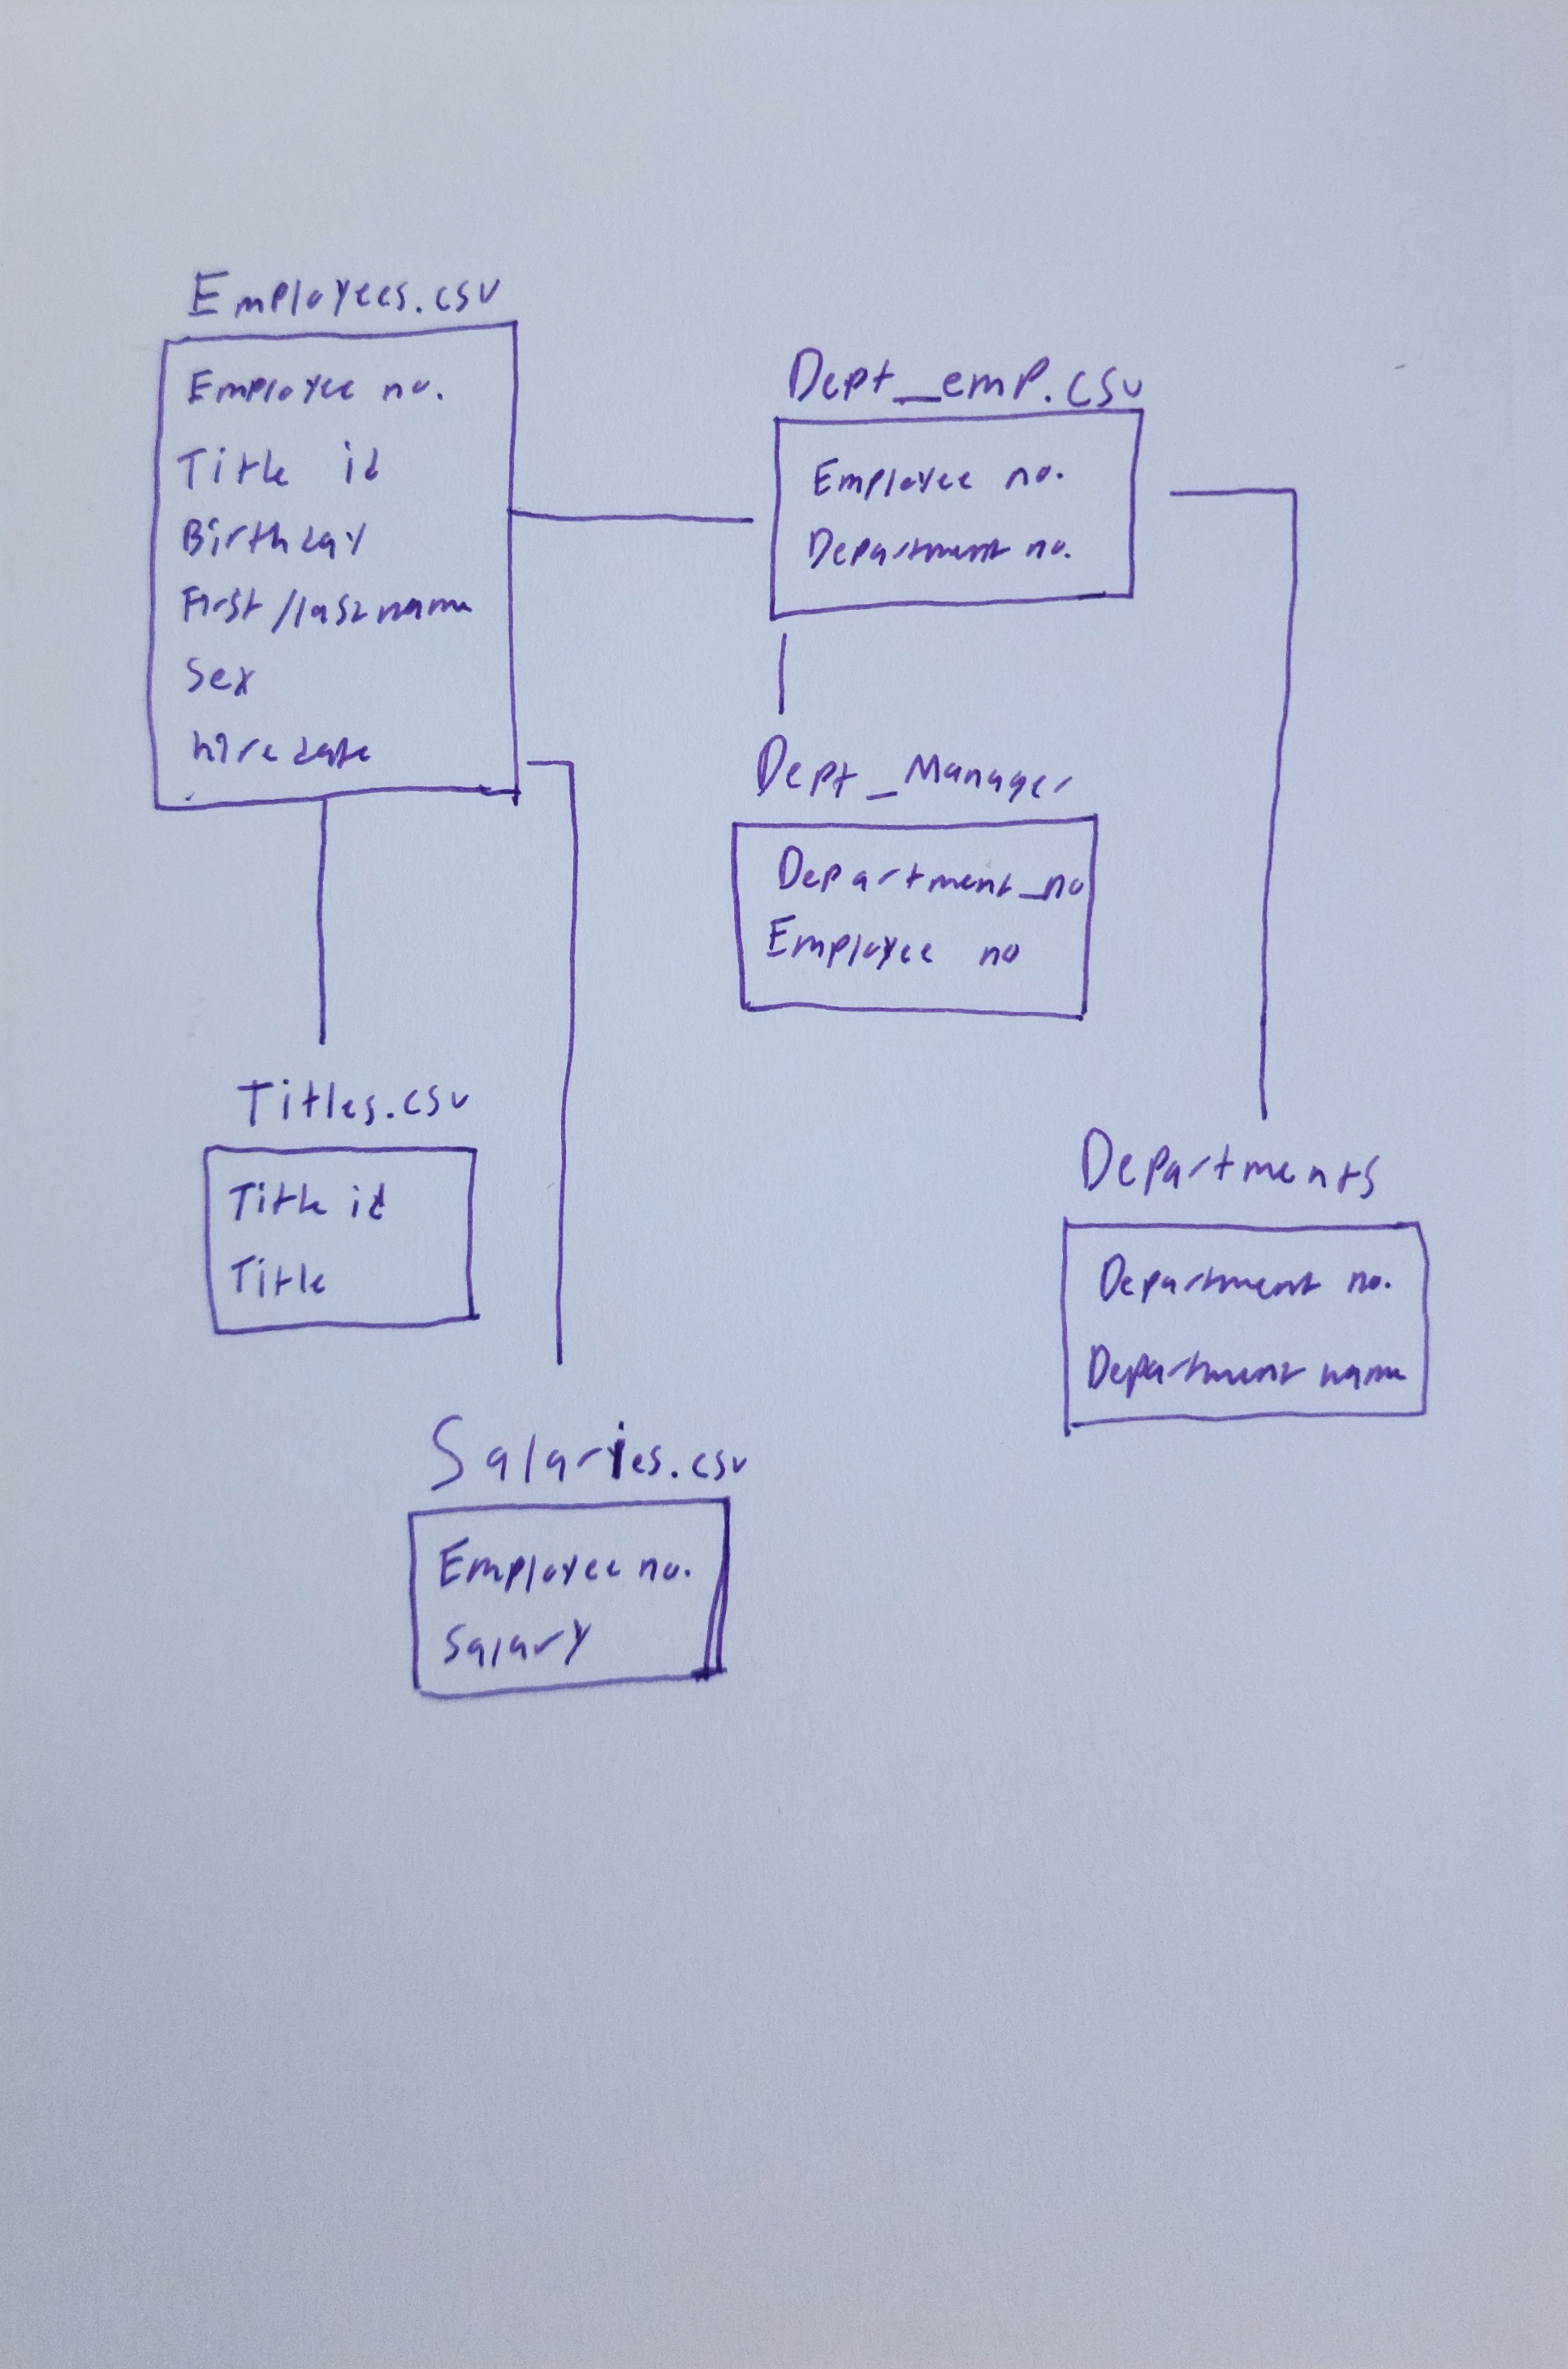 Employees.csv
Employee no.
Title id
Birthday
First/last name
Sex
hire date
Dept_emp.csv
Employee no.
Department no.
Dept_Manager
Department_no
Employee no
Titles.csv
Title id
Title
Departments
Department no.
Department name
Salaries.csv
Employee no.
Salary